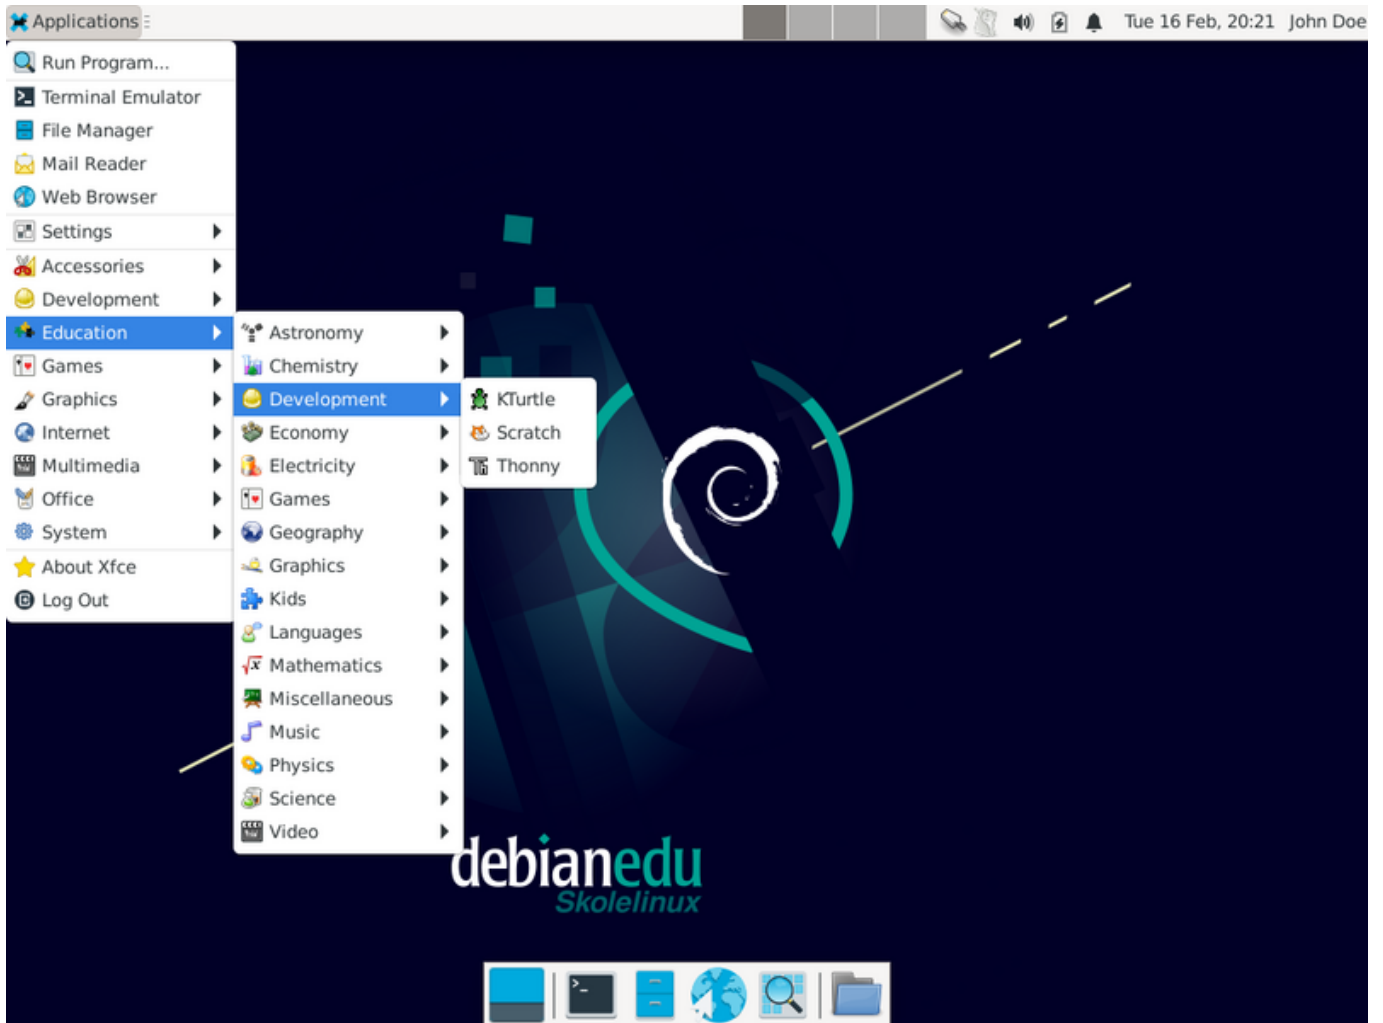 Applications
Tue 16 Feb, 20:21 John Doe
Run Program...
Terminal Emulator
File Manager
Mail Reader
Web Browser
Settings
Accessories
Development
Education
Games
Graphics
Internet
Multimedia
Office
System
About Xfce
Log Out
Astronomy
Chemistry
Development
Economy
Electricity
Games
Geography
Graphics
Kids
Languages
Mathematics
Miscellaneous
Music
Physics
Science
Video
KTurtle
Scratch
Thonny
debianedu
Skolelinux